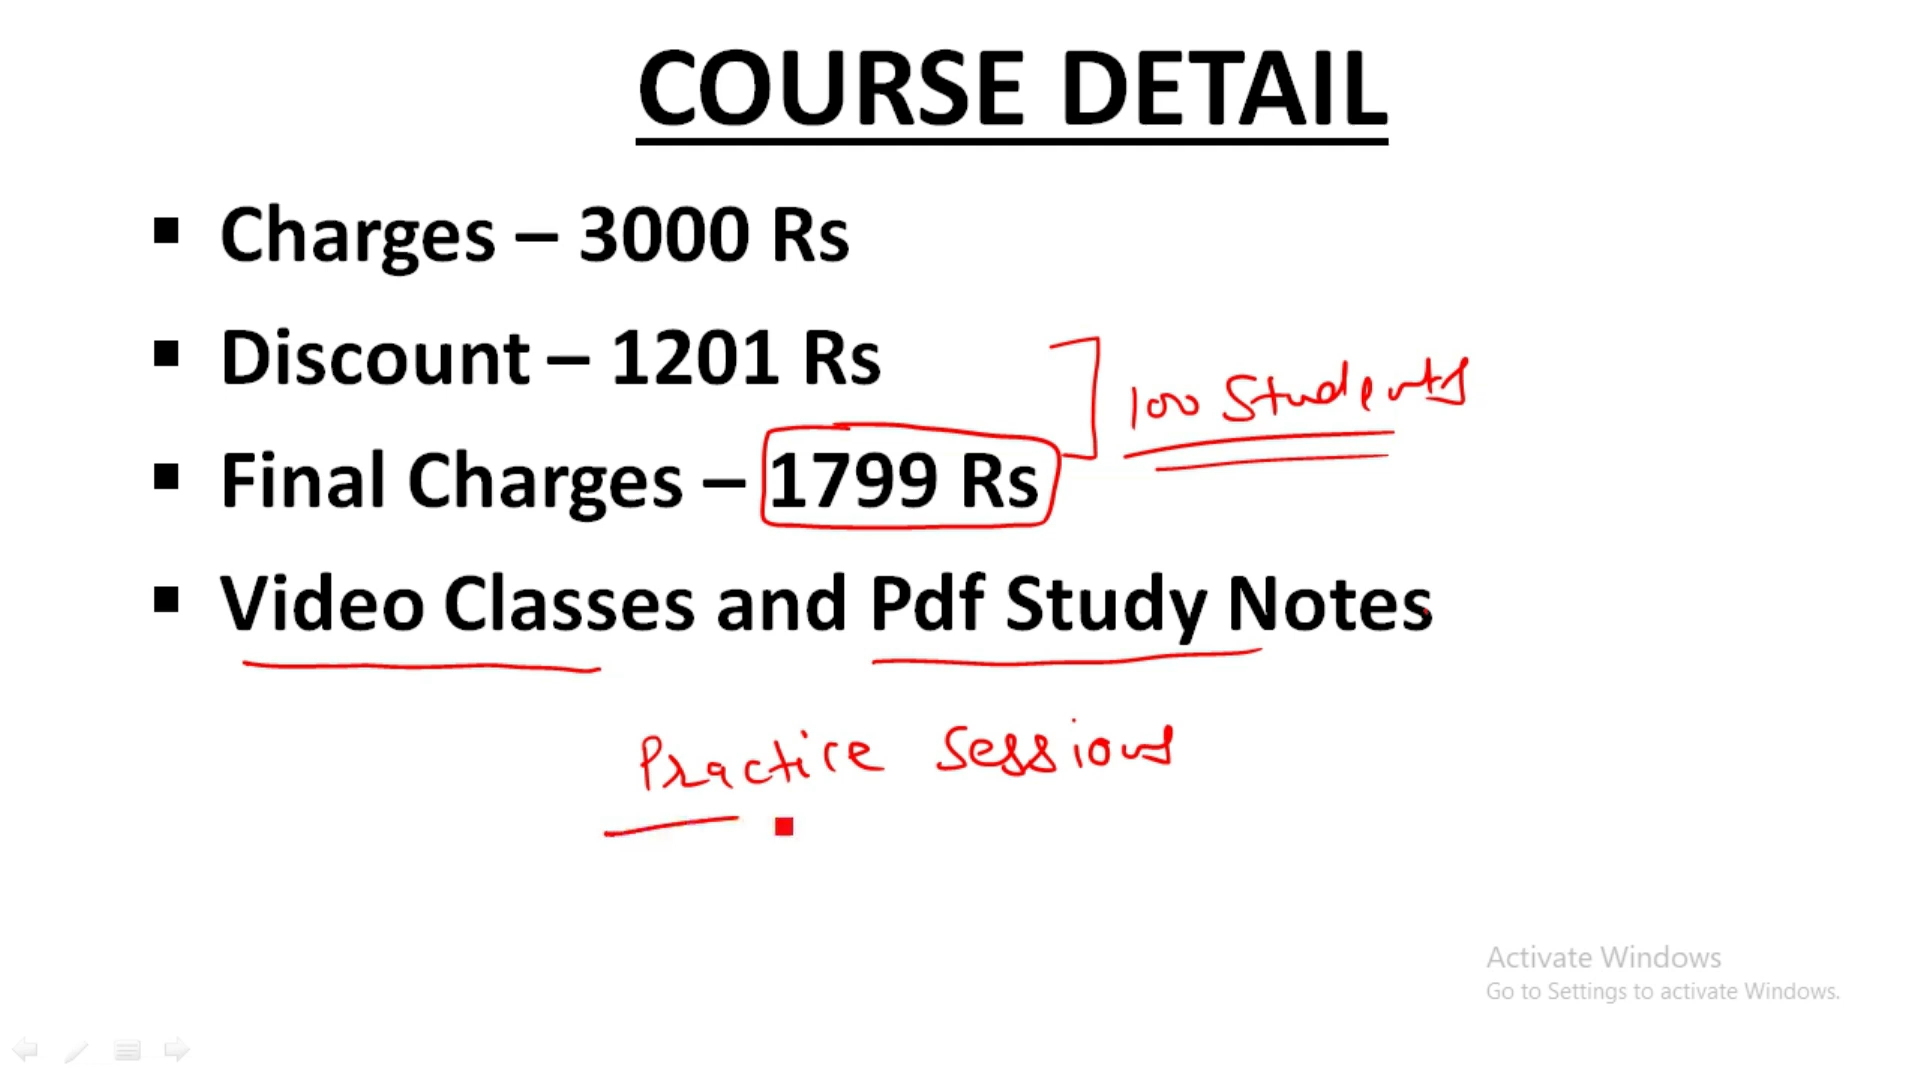 COURSE DETAIL
▪ Charges – 3000 Rs
▪ Discount – 1201 Rs
100 Students
▪ Final Charges – 1799 Rs
▪ Video Classes and Pdf Study Notes
Practice Sessions
Activate Windows
Go to Settings to activate Windows.